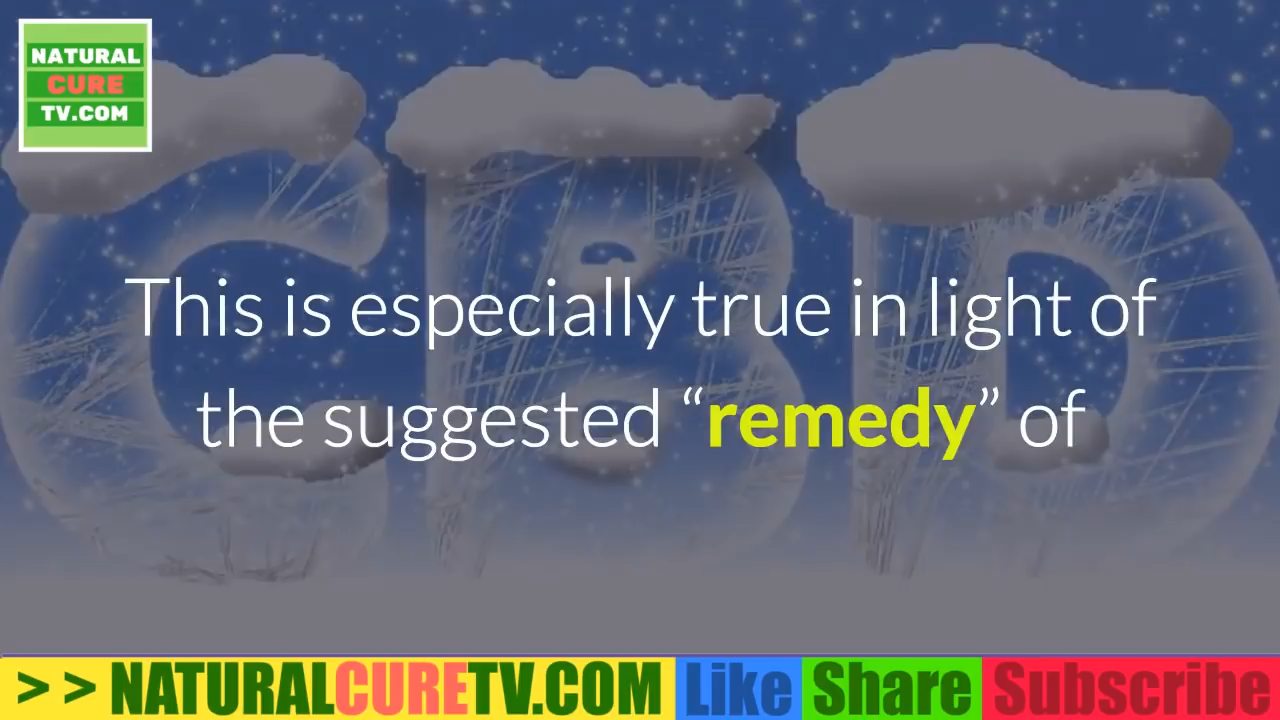 NATURAL
CURE
TV.COM
CBD
This is especially true in light of
the suggested “remedy” of
> > NATURALCURETV.COM Like Share Subscribe